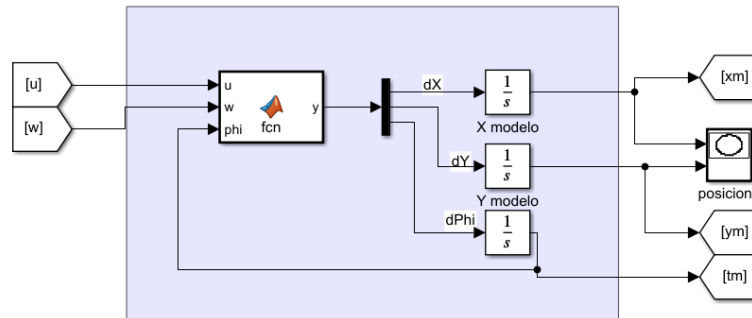 [u]
[w]
u
w
phi
fcn
y
dX
1
s
X modelo
dY
1
s
Y modelo
dPhi
1
s
[xm]
posicion
[ym]
[tm]